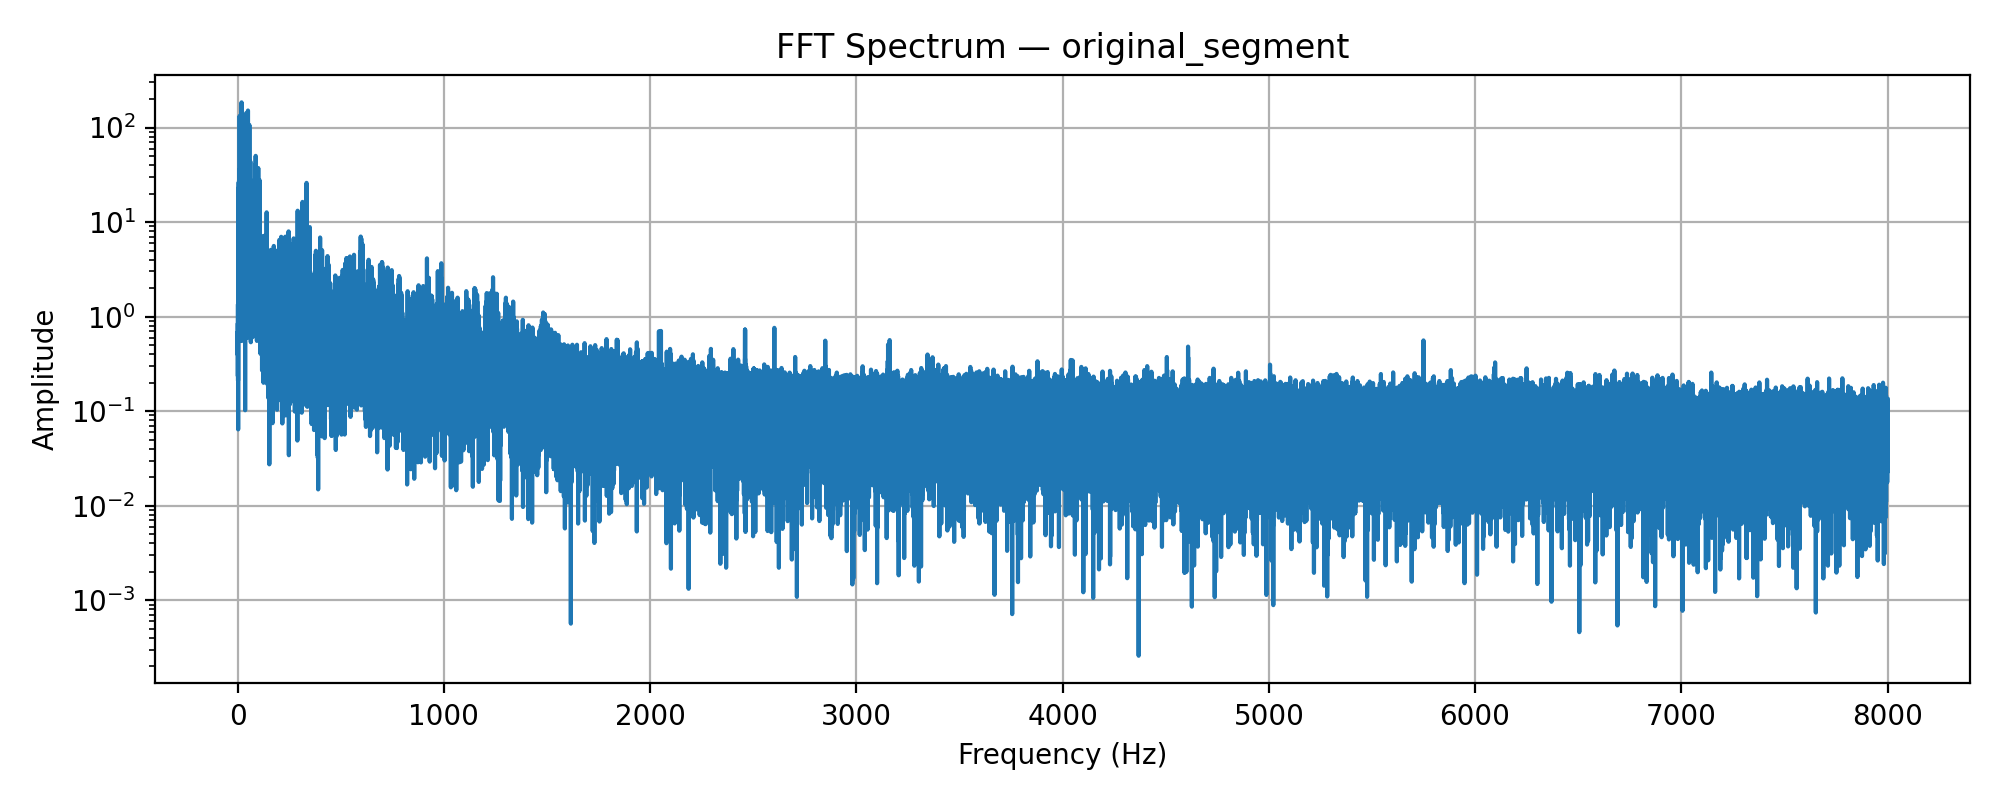 FFT Spectrum — original_segment
Amplitude
10²
10¹
10⁰
10⁻¹
10⁻²
10⁻³
0 1000 2000 3000 4000 5000 6000 7000 8000
Frequency (Hz)